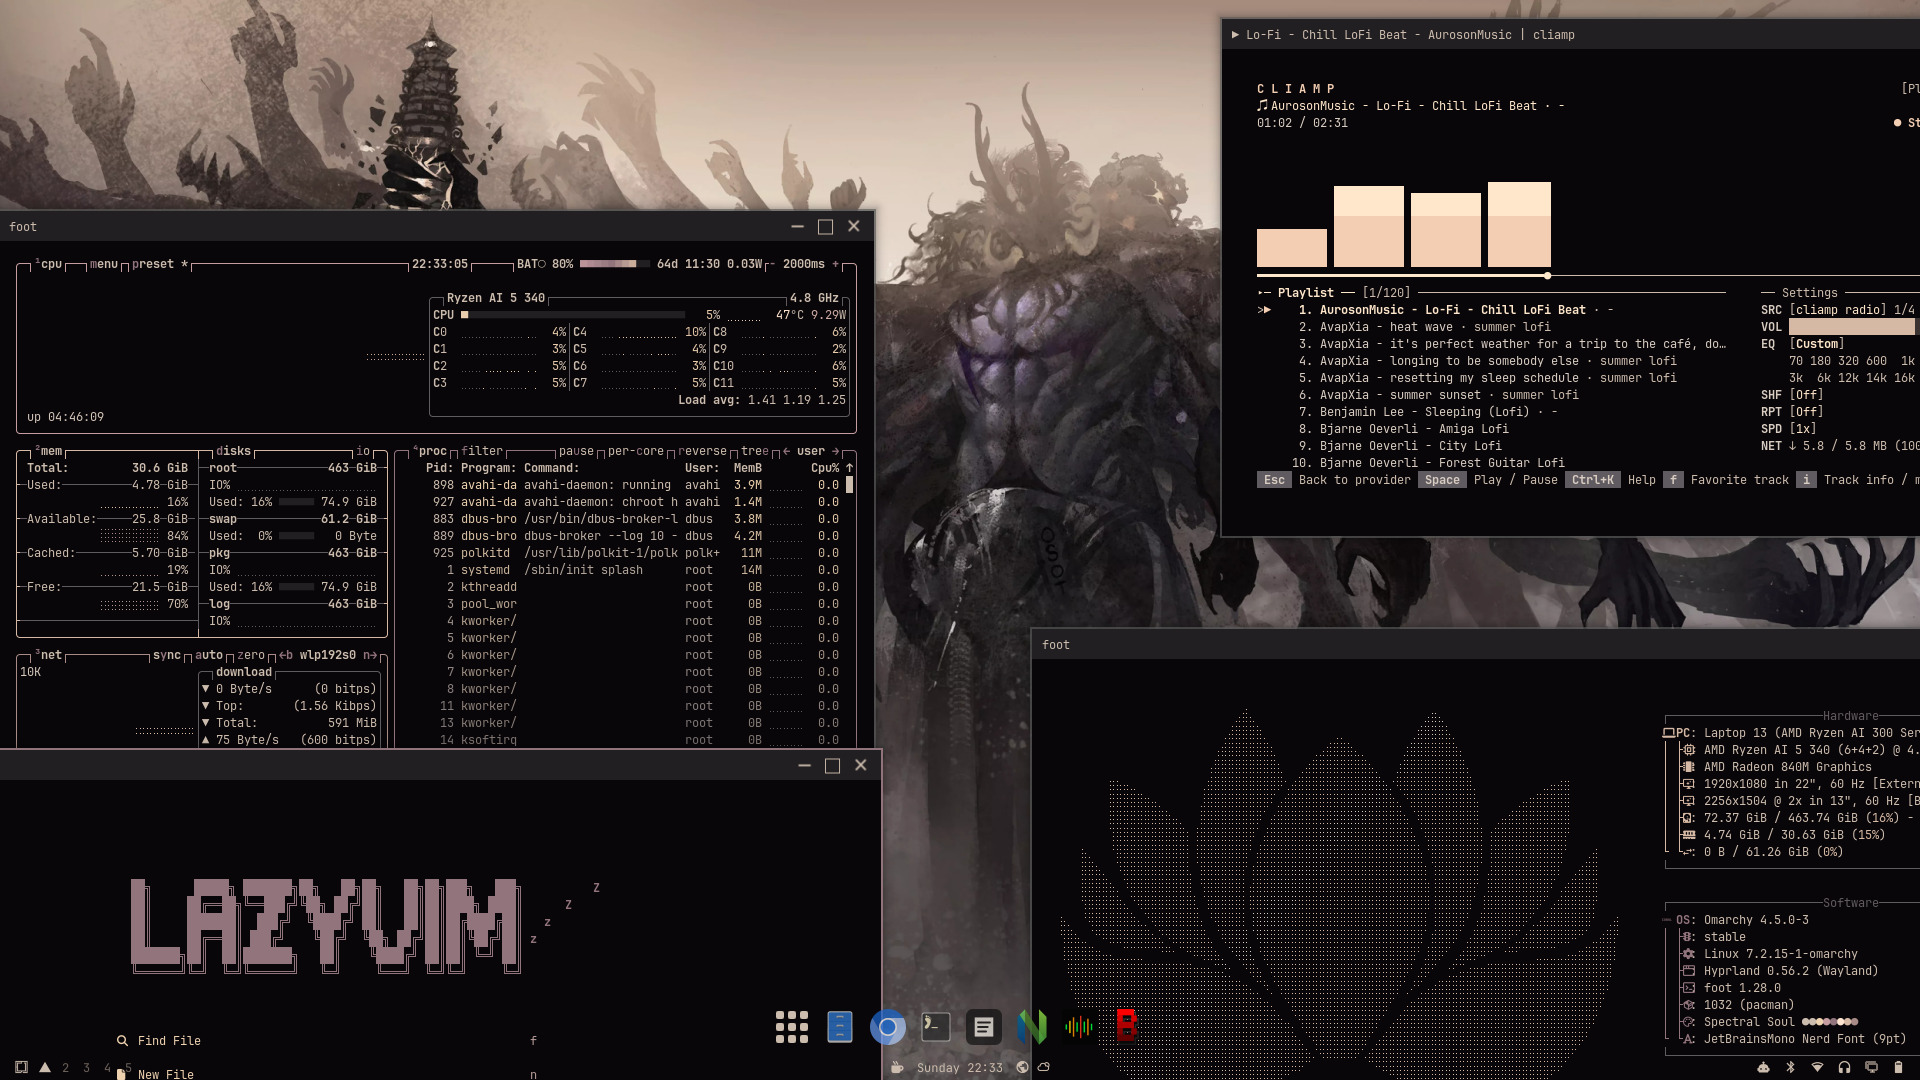 ▶ Lo-Fi - Chill LoFi Beat - AurosonMusic | cliamp
C L I A M P
[Pl
AurosonMusic - Lo-Fi - Chill LoFi Beat · -
01:02 / 02:31
● St
Playlist [1/120]
>▶ 1. AurosonMusic - Lo-Fi - Chill LoFi Beat · -
2. AvapXia - heat wave · summer lofi
3. AvapXia - it's perfect weather for a trip to the café, do…
4. AvapXia - longing to be somebody else · summer lofi
5. AvapXia - resetting my sleep schedule · summer lofi
6. AvapXia - summer sunset · summer lofi
7. Benjamin Lee - Sleeping (Lofi) · -
8. Bjarne Oeverli - Amiga Lofi
9. Bjarne Oeverli - City Lofi
10. Bjarne Oeverli - Forest Guitar Lofi
Settings
SRC [cliamp radio] 1/4
VOL
EQ [Custom]
70 180 320 600 1k
3k 6k 12k 14k 16k
SHF [Off]
RPT [Off]
SPD [1x]
NET ↓ 5.8 / 5.8 MB (100
Esc Back to provider Space Play / Pause Ctrl+K Help f Favorite track i Track info / m
foot
¹cpu menu preset * 22:33:05 BAT○ 80% 64d 11:30 0.03W - 2000ms +
Ryzen AI 5 340 4.8 GHz
CPU 5% 47°C 9.29W
C0 4% C4 10% C8 6%
C1 3% C5 4% C9 2%
C2 5% C6 3% C10 6%
C3 5% C7 5% C11 5%
Load avg: 1.41 1.19 1.25
up 04:46:09
²mem disks io
Total: 30.6 GiB
Used: 4.78 GiB
16%
Available: 25.8 GiB
84%
Cached: 5.70 GiB
19%
Free: 21.5 GiB
70%
root 463 GiB
IO%
Used: 16% 74.9 GiB
swap 61.2 GiB
Used: 0% 0 Byte
pkg 463 GiB
IO%
Used: 16% 74.9 GiB
log 463 GiB
IO%
³net sync auto zero ←b wlp192s0 n→
10K
download
▼ 0 Byte/s (0 bitps)
▼ Top: (1.56 Kibps)
▼ Total: 591 MiB
▲ 75 Byte/s (600 bitps)
⁴proc filter pause per-core reverse tree ← user →
Pid: Program: Command: User: MemB Cpu% ↑
898 avahi-da avahi-daemon: running avahi 3.9M 0.0
927 avahi-da avahi-daemon: chroot h avahi 1.4M 0.0
883 dbus-bro /usr/bin/dbus-broker-l dbus 3.8M 0.0
889 dbus-bro dbus-broker --log 10 - dbus 4.2M 0.0
925 polkitd /usr/lib/polkit-1/polk polk+ 11M 0.0
1 systemd /sbin/init splash root 14M 0.0
2 kthreadd root 0B 0.0
3 pool_wor root 0B 0.0
4 kworker/ root 0B 0.0
5 kworker/ root 0B 0.0
6 kworker/ root 0B 0.0
7 kworker/ root 0B 0.0
8 kworker/ root 0B 0.0
11 kworker/ root 0B 0.0
13 kworker/ root 0B 0.0
14 ksoftirq root 0B 0.0
LAZYVIM
Z
Z
z
z
Find File f
New File n
foot
Hardware
PC: Laptop 13 (AMD Ryzen AI 300 Ser
AMD Ryzen AI 5 340 (6+4+2) @ 4.
AMD Radeon 840M Graphics
1920x1080 in 22", 60 Hz [Extern
2256x1504 @ 2x in 13", 60 Hz [B
72.37 GiB / 463.74 GiB (16%) -
4.74 GiB / 30.63 GiB (15%)
0 B / 61.26 GiB (0%)
Software
OS: Omarchy 4.5.0-3
stable
Linux 7.2.15-1-omarchy
Hyprland 0.56.2 (Wayland)
foot 1.28.0
1032 (pacman)
Spectral Soul
JetBrainsMono Nerd Font (9pt)
2 3 4 5
Sunday 22:33